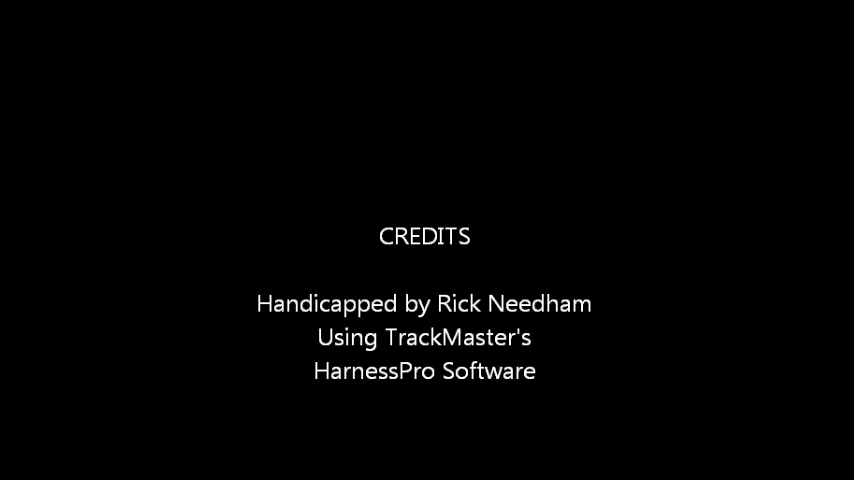 CREDITS
Handicapped by Rick Needham
Using TrackMaster's
HarnessPro Software